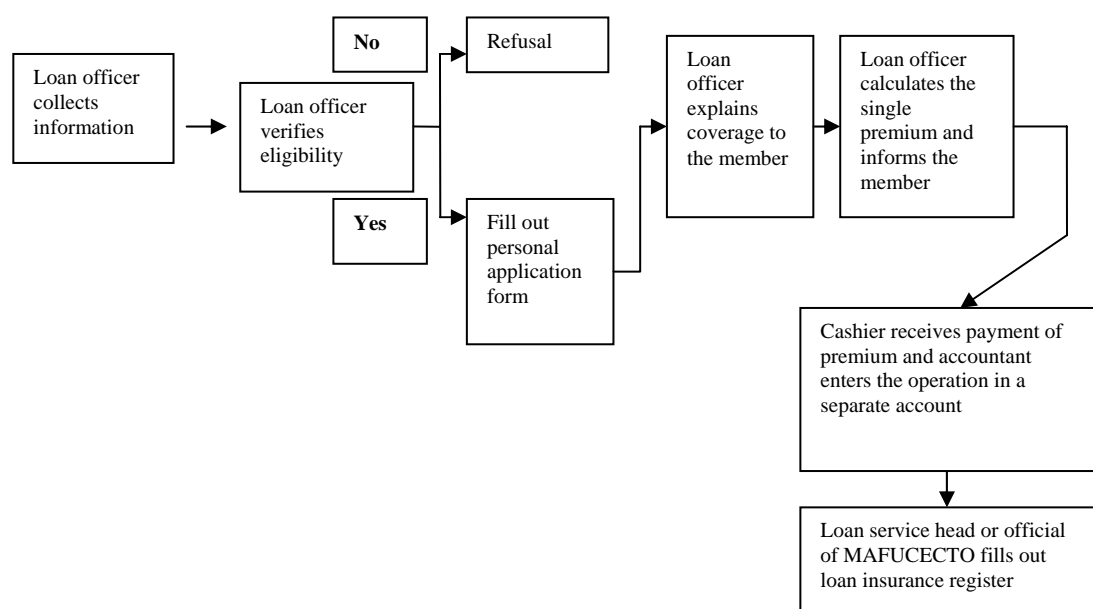 Loan officer
collects
information
Loan officer
verifies
eligibility
No
Refusal
Yes
Fill out
personal
application
form
Loan
officer
explains
coverage to
the member
Loan officer
calculates the
single
premium and
informs the
member
Cashier receives payment of
premium and accountant
enters the operation in a
separate account
Loan service head or official
of MAFUCECTO fills out
loan insurance register